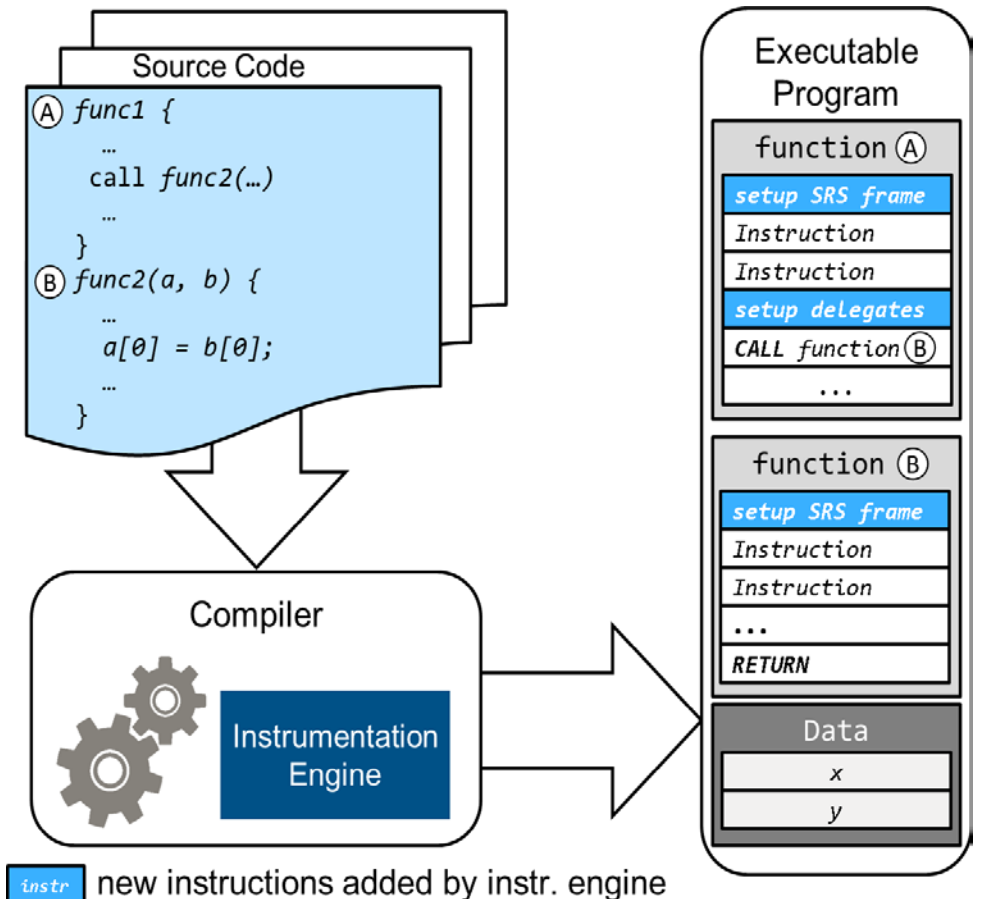 Source Code
Ⓐ func1 {
…
call func2(…)
…
}
Ⓑ func2(a, b) {
…
a[0] = b[0];
…
}
Compiler
Instrumentation
Engine
Executable
Program
function Ⓐ
setup SRS frame
Instruction
Instruction
setup delegates
CALL function Ⓑ
...
function Ⓑ
setup SRS frame
Instruction
Instruction
...
RETURN
Data
x
y
instr new instructions added by instr. engine